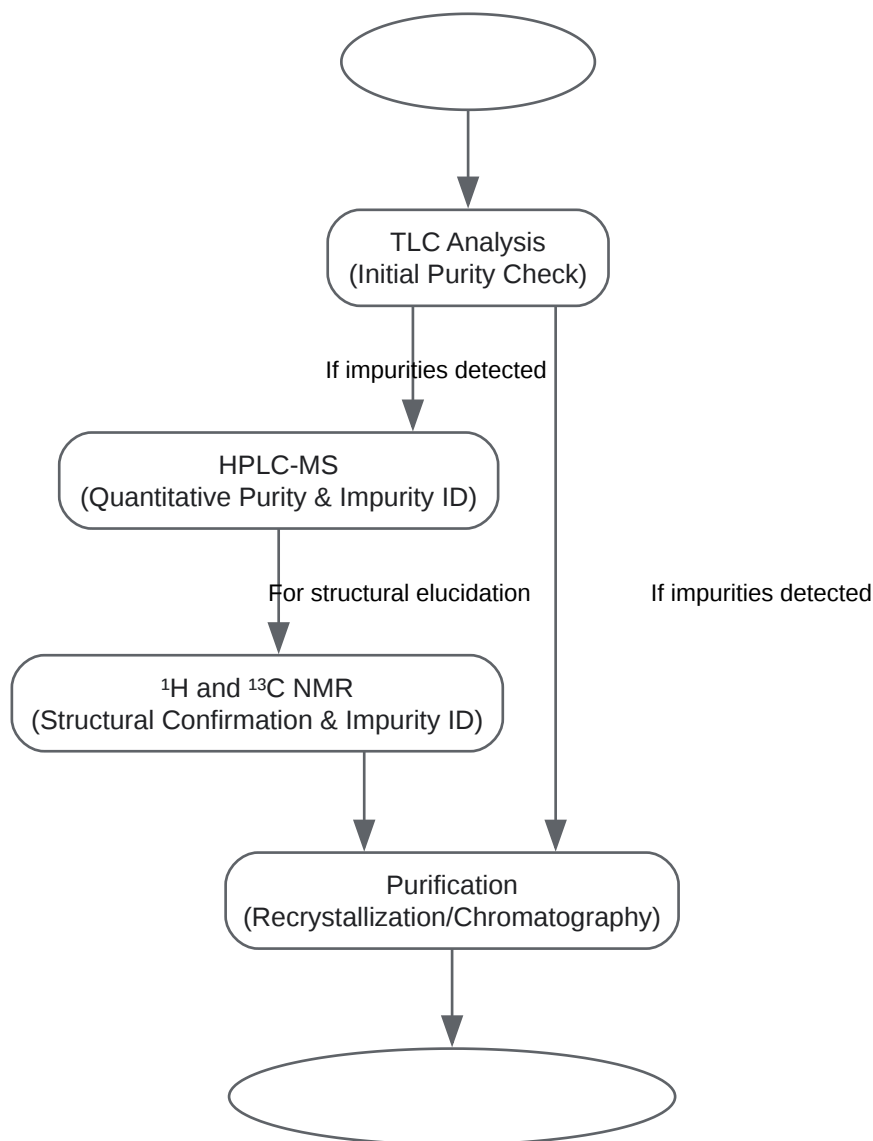 TLC Analysis
(Initial Purity Check)
If impurities detected
HPLC-MS
(Quantitative Purity & Impurity ID)
For structural elucidation
If impurities detected
¹H and ¹³C NMR
(Structural Confirmation & Impurity ID)
Purification
(Recrystallization/Chromatography)